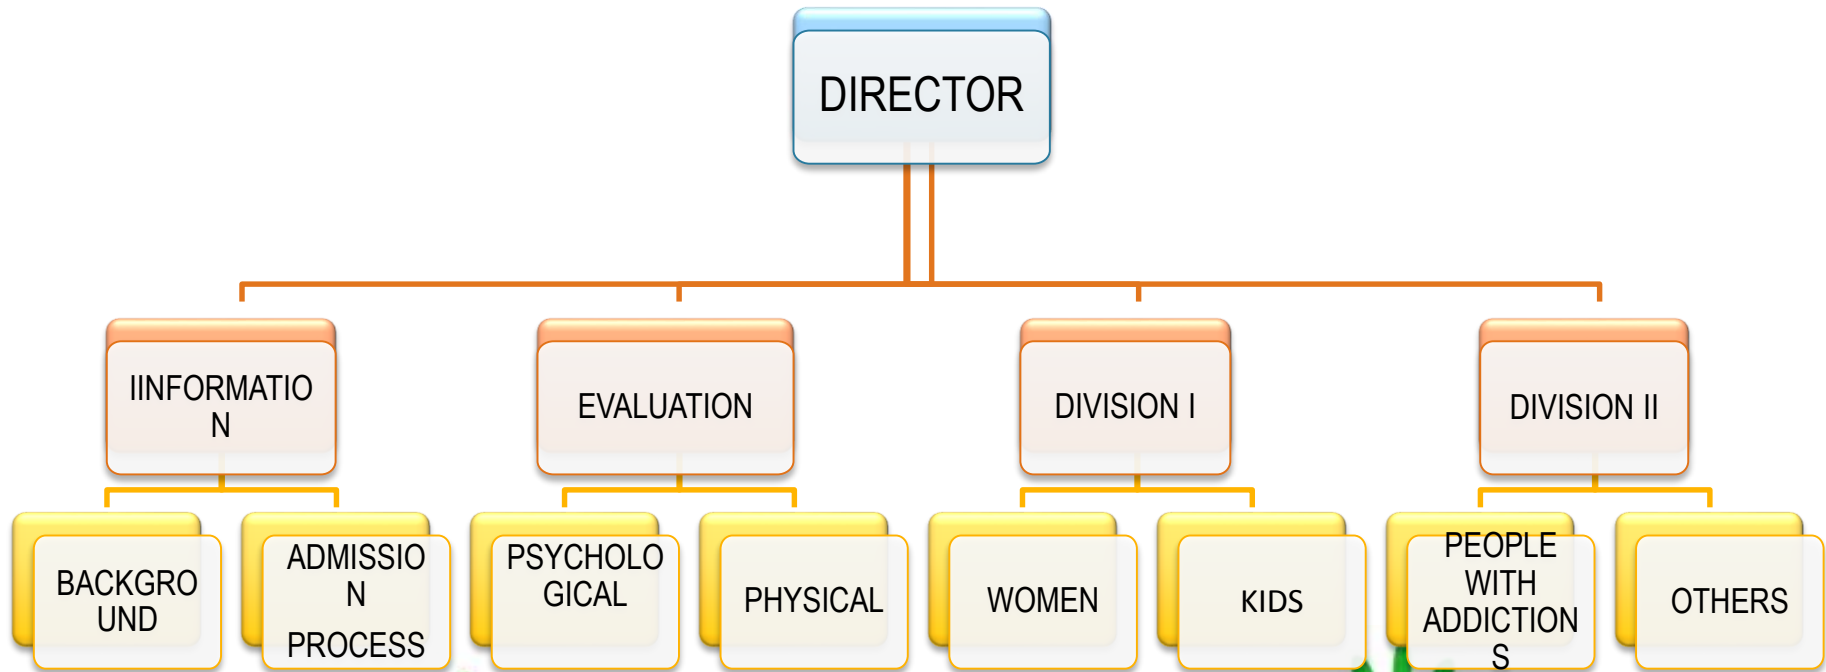 DIRECTOR
IINFORMATIO
N
EVALUATION
DIVISION I
DIVISION II
BACKGRO
UND
ADMISSIO
N
PROCESS
PSYCHOLO
GICAL
PHYSICAL
WOMEN
KIDS
PEOPLE
WITH
ADDICTION
S
OTHERS